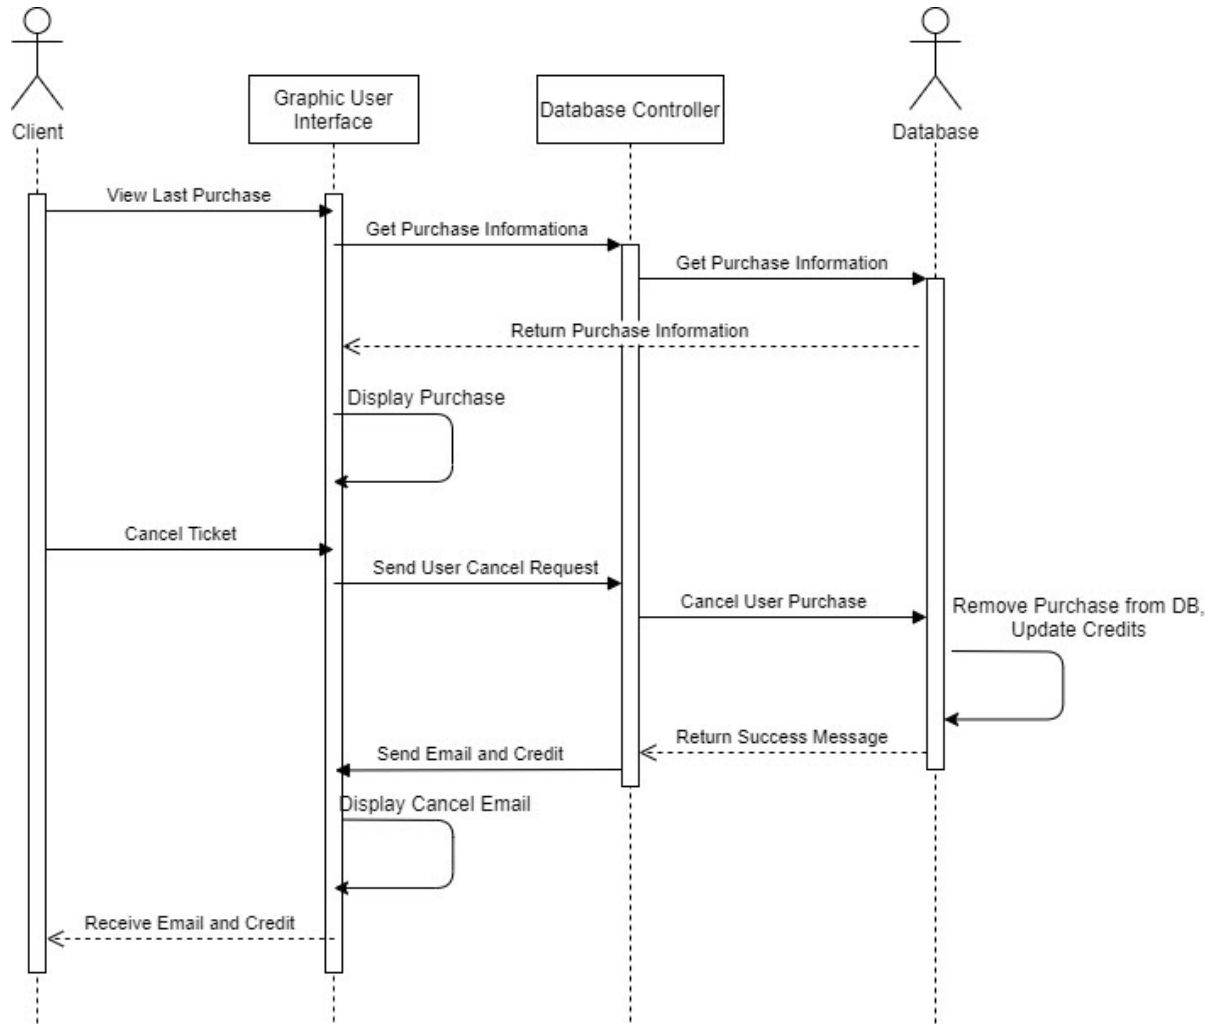 Client
Graphic User
Interface
Database Controller
Database
View Last Purchase
Get Purchase Informationa
Get Purchase Information
Return Purchase Information
Display Purchase
Cancel Ticket
Send User Cancel Request
Cancel User Purchase
Remove Purchase from DB,
Update Credits
Return Success Message
Send Email and Credit
Display Cancel Email
Receive Email and Credit